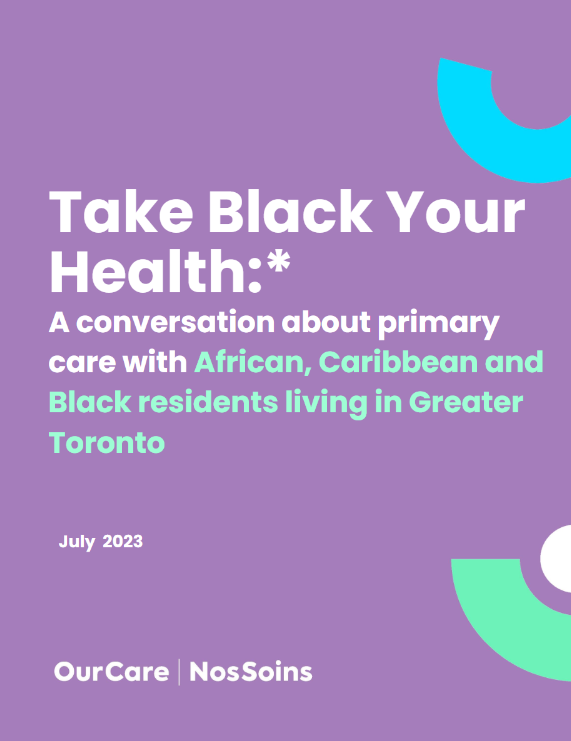 Take Black Your
Health:*
A conversation about primary
care with African, Caribbean and
Black residents living in Greater
Toronto
July 2023
OurCare | NosSoins